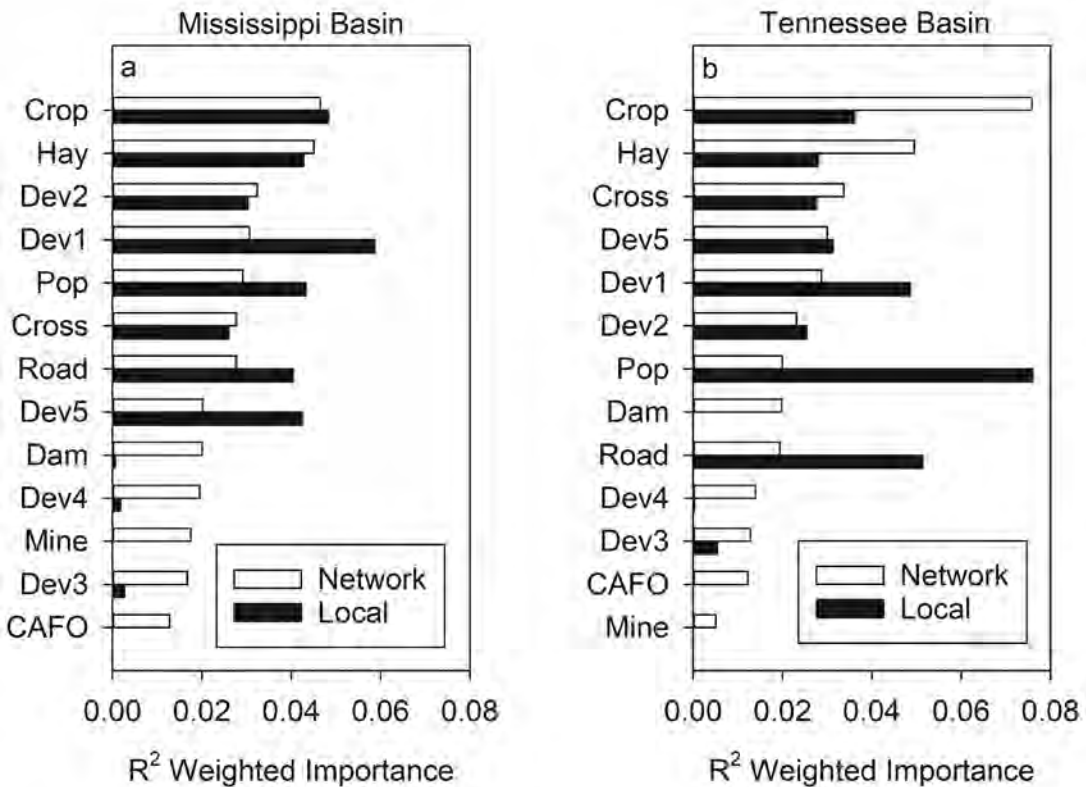 Mississippi Basin
a
Crop
Hay
Dev2
Dev1
Pop
Cross
Road
Dev5
Dam
Dev4
Mine
Dev3
CAFO
Network
Local
0.00 0.02 0.04 0.06 0.08
R² Weighted Importance
Tennessee Basin
b
Crop
Hay
Cross
Dev5
Dev1
Dev2
Pop
Dam
Road
Dev4
Dev3
CAFO
Mine
Network
Local
0.00 0.02 0.04 0.06 0.08
R² Weighted Importance